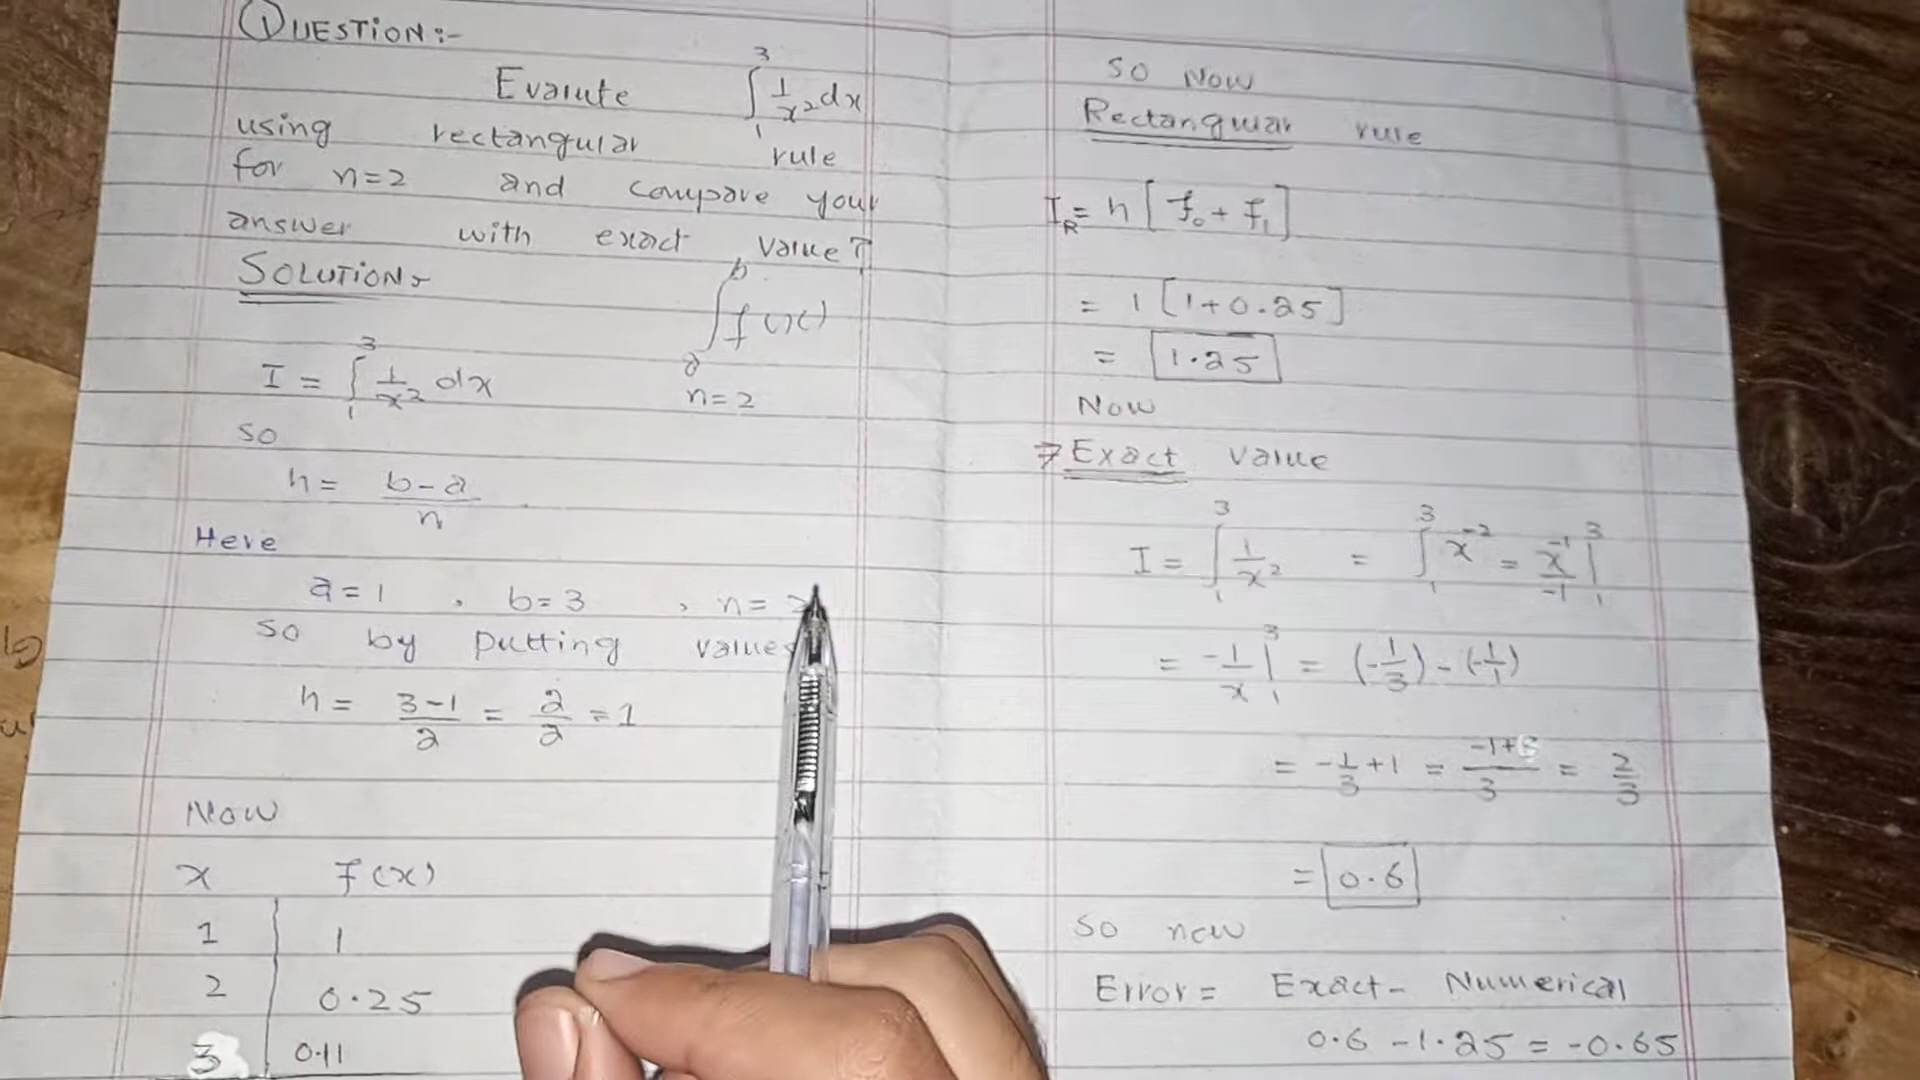 QUESTION:-
Evalute ∫₁³ 1/x² dx
using rectangular rule
for n=2 and compare your
answer with exact value?
SOLUTION:-
∫ₐᵇ f(x)
I = ∫₁³ 1/x² dx
n=2
so
h = b-a/n
Here
a=1 , b=3 , n=
so by putting values
h = 3-1/2 = 2/2 = 1
Now
x f(x)
1 1
2 0.25
3 0.11
So Now
Rectangular rule
I_R = h [f₀ + f₁]
= 1 [1+0.25]
= 1.25
Now
⇒ Exact value
I = ∫₁³ 1/x² = ∫₁³ x⁻² = x⁻¹/-1 |₁³
= -1/x |₁³ = (-1/3) - (-1/1)
= -1/3 + 1 = -1+3/3 = 2/3
= 0.6
So now
Error = Exact - Numerical
0.6 - 1.25 = -0.65